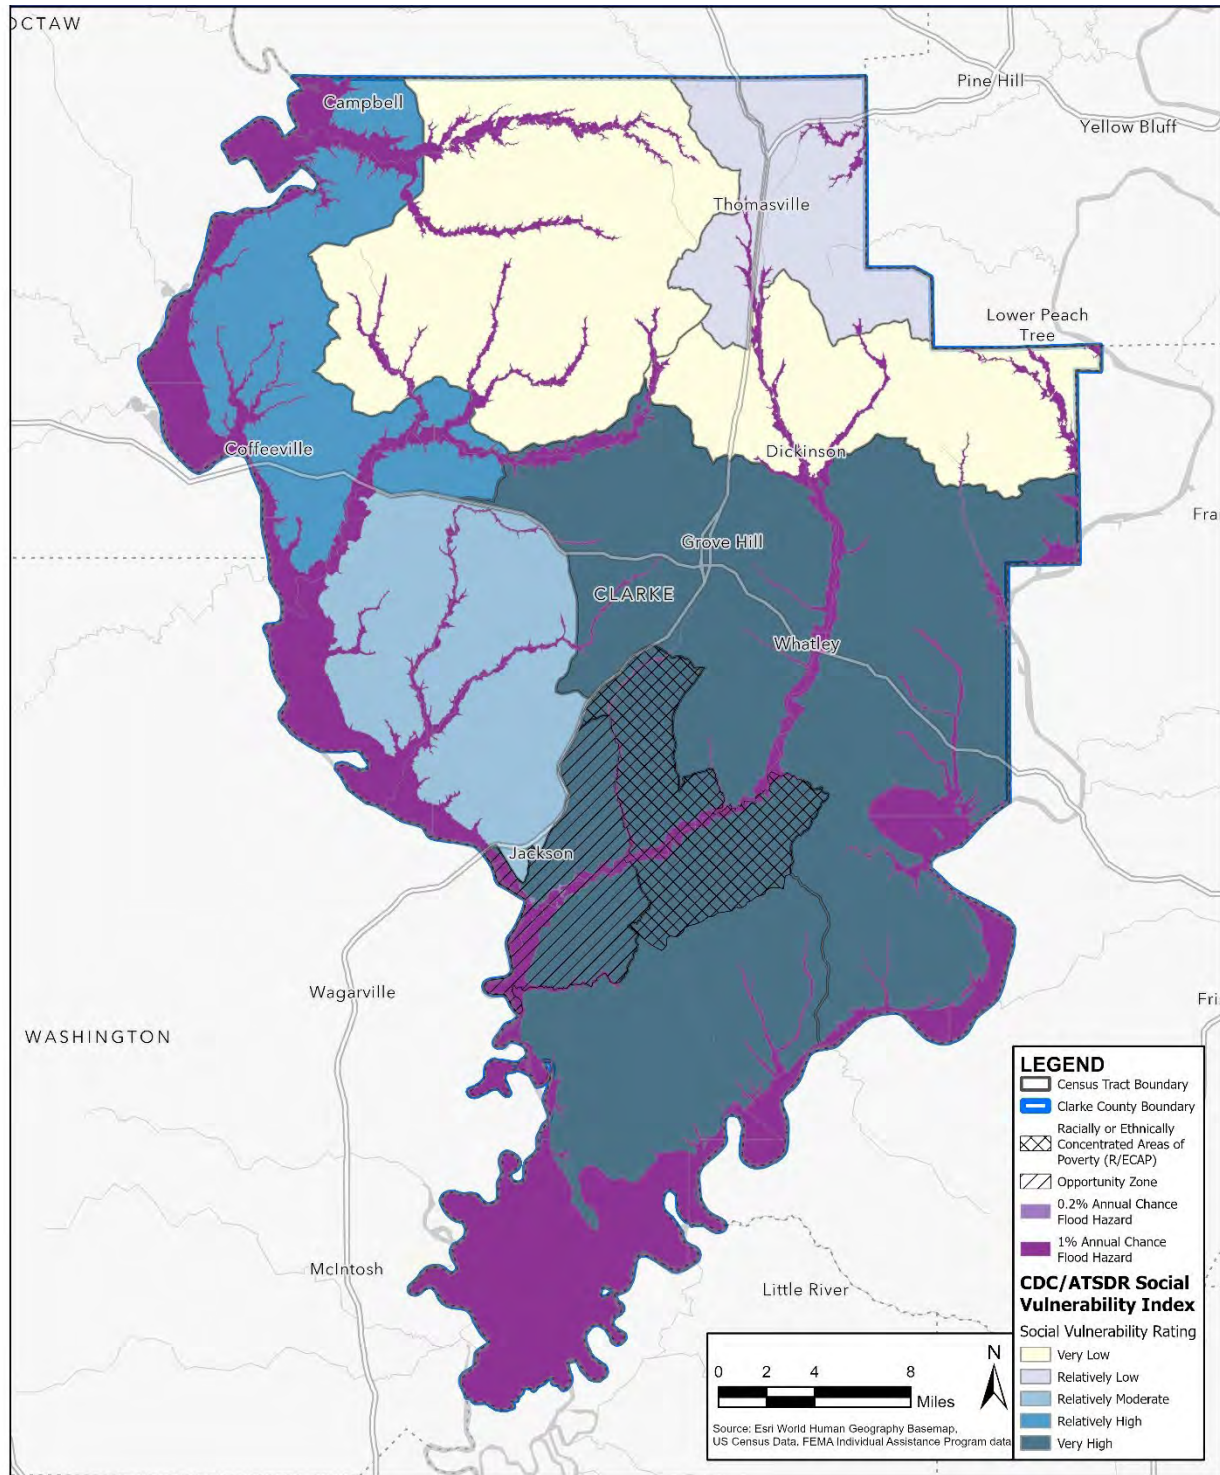 OCTAW
Campbell
Pine Hill
Yellow Bluff
Thomasville
Lower Peach
Tree
Coffeeville
Dickinson
Fra
Grove Hill
CLARKE
Whatley
Jackson
Wagarville
Fri
WASHINGTON
McIntosh
Little River
LEGEND
Census Tract Boundary
Clarke County Boundary
Racially or Ethnically
Concentrated Areas of
Poverty (R/ECAP)
Opportunity Zone
0.2% Annual Chance
Flood Hazard
1% Annual Chance
Flood Hazard
CDC/ATSDR Social
Vulnerability Index
Social Vulnerability Rating
Very Low
Relatively Low
Relatively Moderate
Relatively High
Very High
N
0 2 4 8
Miles
Source: Esri World Human Geography Basemap,
US Census Data, FEMA Individual Assistance Program data